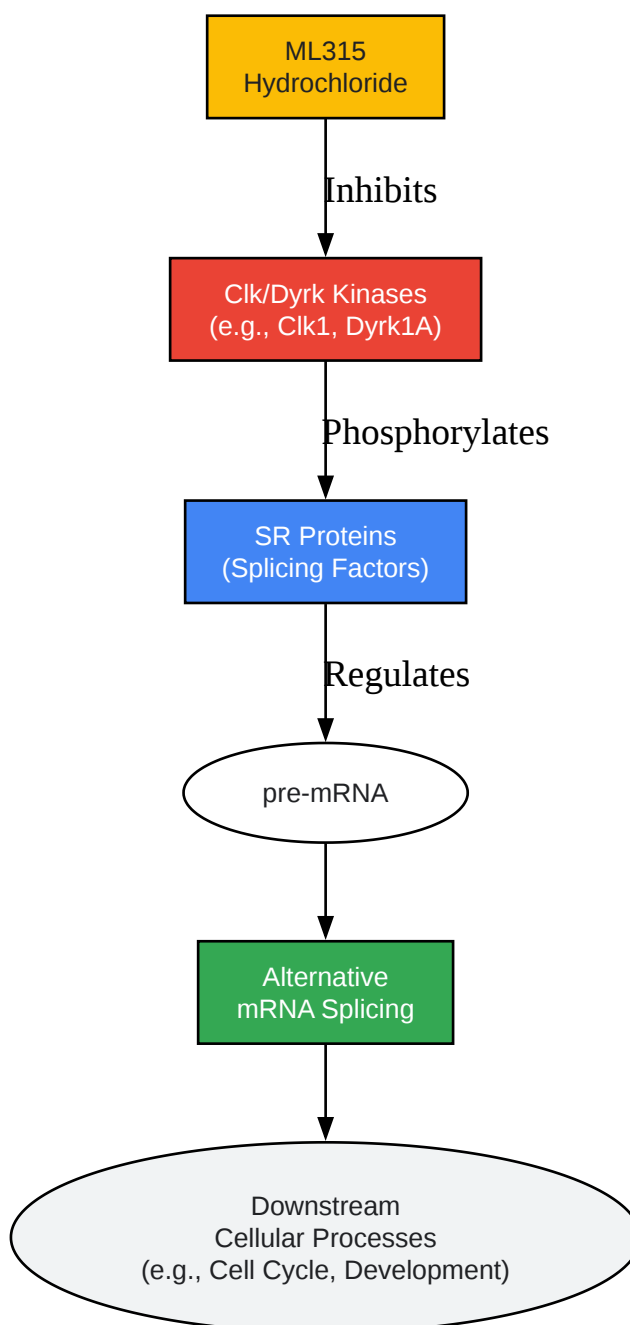 ML315
Hydrochloride
Inhibits
Clk/Dyrk Kinases
(e.g., Clk1, Dyrk1A)
Phosphorylates
SR Proteins
(Splicing Factors)
Regulates
pre-mRNA
Alternative
mRNA Splicing
Downstream
Cellular Processes
(e.g., Cell Cycle, Development)